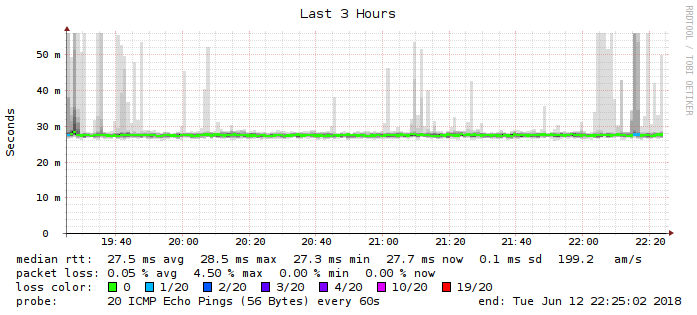 Last 3 Hours
RRDTOOL / TOBI OETIKER
Seconds
50 m
40 m
30 m
20 m
10 m
0
19:40 20:00 20:20 20:40 21:00 21:20 21:40 22:00 22:20
median rtt: 27.5 ms avg 28.5 ms max 27.3 ms min 27.7 ms now 0.1 ms sd 199.2 am/s
packet loss: 0.05 % avg 4.50 % max 0.00 % min 0.00 % now
loss color: 0 1/20 2/20 3/20 4/20 10/20 19/20
probe: 20 ICMP Echo Pings (56 Bytes) every 60s end: Tue Jun 12 22:25:02 2018